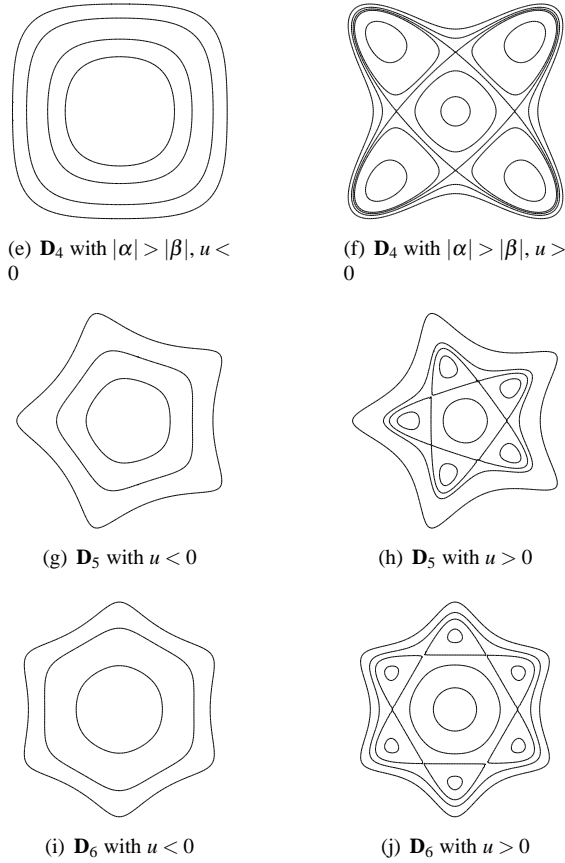 (e) D₄ with |α| > |β|, u <
0
(f) D₄ with |α| > |β|, u >
0
(g) D₅ with u < 0
(h) D₅ with u > 0
(i) D₆ with u < 0
(j) D₆ with u > 0